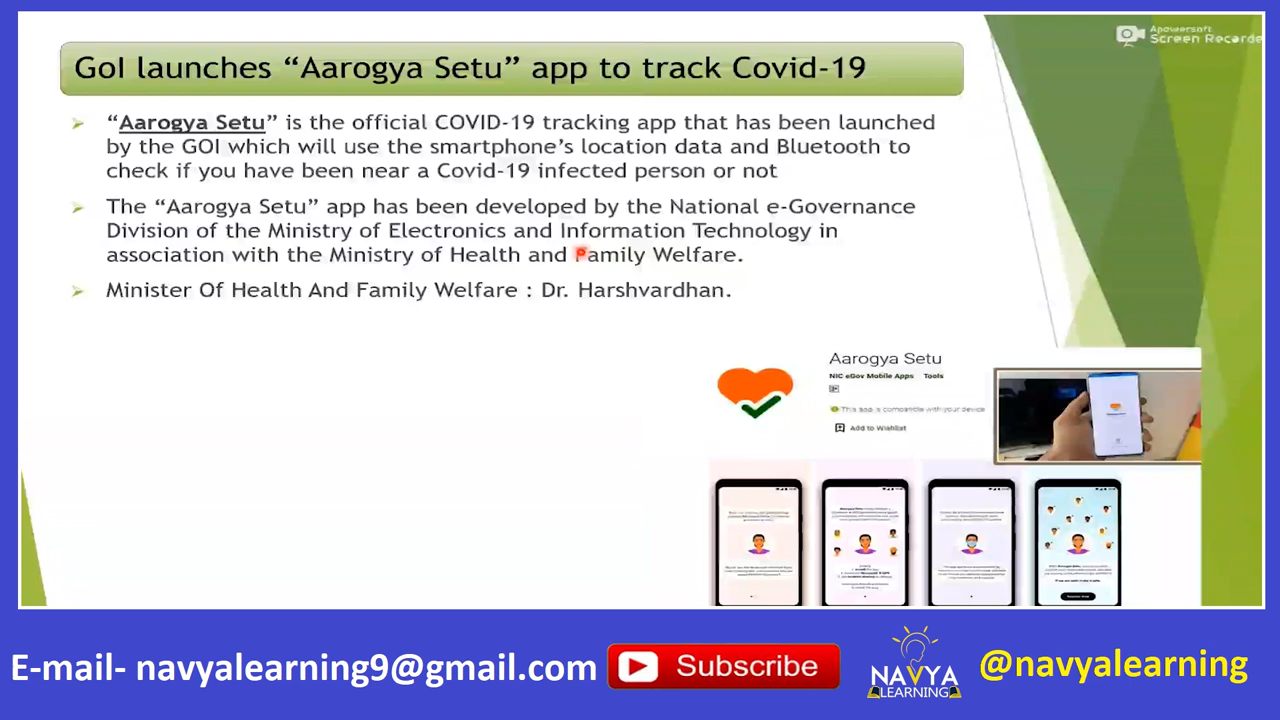 Apowersoft
Screen Recorde
GoI launches “Aarogya Setu” app to track Covid-19
“Aarogya Setu” is the official COVID-19 tracking app that has been launched
by the GOI which will use the smartphone’s location data and Bluetooth to
check if you have been near a Covid-19 infected person or not
The “Aarogya Setu” app has been developed by the National e-Governance
Division of the Ministry of Electronics and Information Technology in
association with the Ministry of Health and Family Welfare.
Minister Of Health And Family Welfare : Dr. Harshvardhan.
Aarogya Setu
NIC eGov Mobile Apps Tools
3+
This app is compatible with your device
Add to Wishlist
E-mail- navyalearning9@gmail.com
Subscribe
NAVYA
LEARNING
@navyalearning